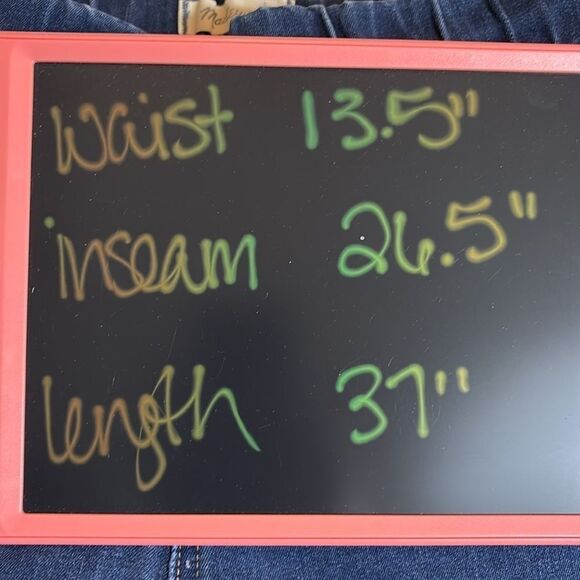 waist 13.5"
inseam 26.5"
length 37"